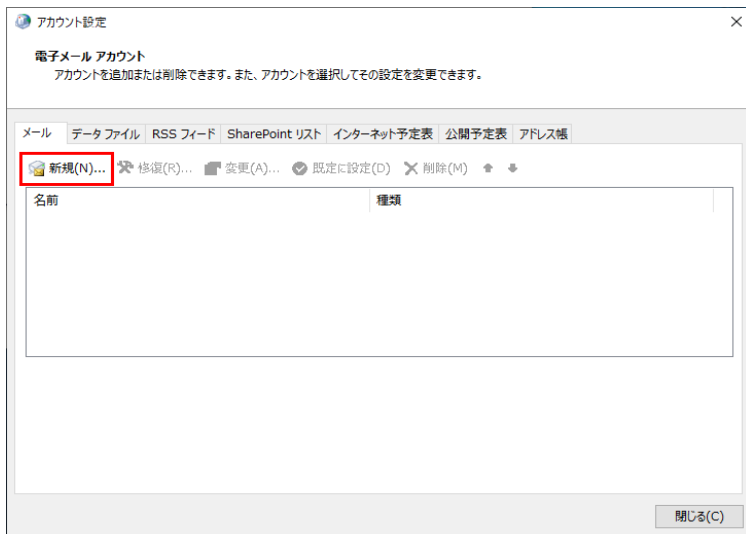 アカウント設定
電子メール アカウント
アカウントを追加または削除できます。また、アカウントを選択してその設定を変更できます。
メール データ ファイル RSS フィード SharePoint リスト インターネット予定表 公開予定表 アドレス帳
新規(N)... 修復(R)... 変更(A)... 既定に設定(D) 削除(M)
名前 種類
閉じる(C)